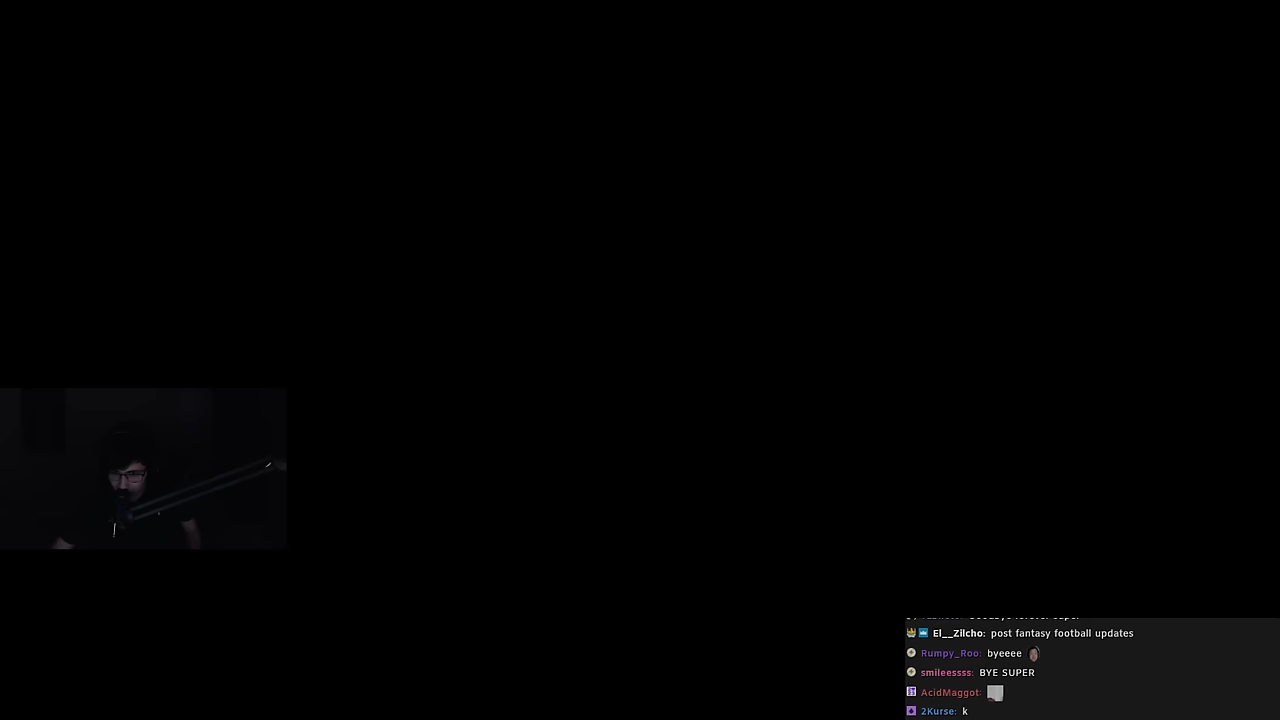 El__Zilcho: post fantasy football updates
Rumpy_Roo: byeeee
smileessss: BYE SUPER
AcidMaggot:
2Kurse: k